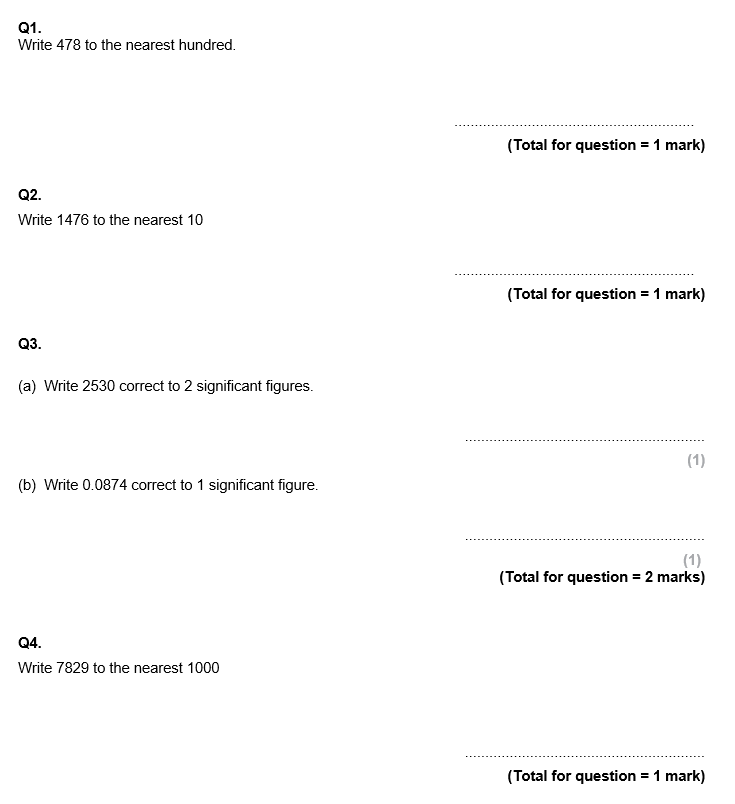 Q1.
Write 478 to the nearest hundred.
(Total for question = 1 mark)
Q2.
Write 1476 to the nearest 10
(Total for question = 1 mark)
Q3.
(a) Write 2530 correct to 2 significant figures.
(1)
(b) Write 0.0874 correct to 1 significant figure.
(1)
(Total for question = 2 marks)
Q4.
Write 7829 to the nearest 1000
(Total for question = 1 mark)